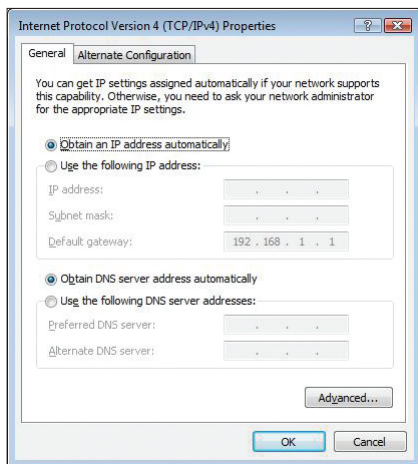 Internet Protocol Version 4 (TCP/IPv4) Properties
General
Alternate Configuration
You can get IP settings assigned automatically if your network supports
this capability. Otherwise, you need to ask your network administrator
for the appropriate IP settings.
Obtain an IP address automatically
Use the following IP address:
IP address:
. . .
Subnet mask:
. . .
Default gateway:
192 . 168 . 1 . 1
Obtain DNS server address automatically
Use the following DNS server addresses:
Preferred DNS server:
. . .
Alternate DNS server:
. . .
Advanced...
OK
Cancel